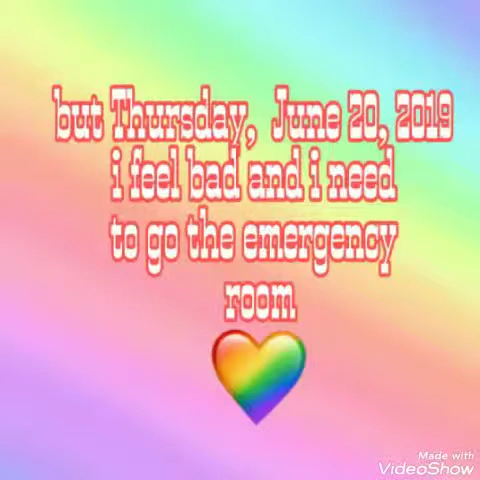 but Thursday, June 20, 2019
i feel bad and i need
to go the emergency
room
Made with
VideoShow